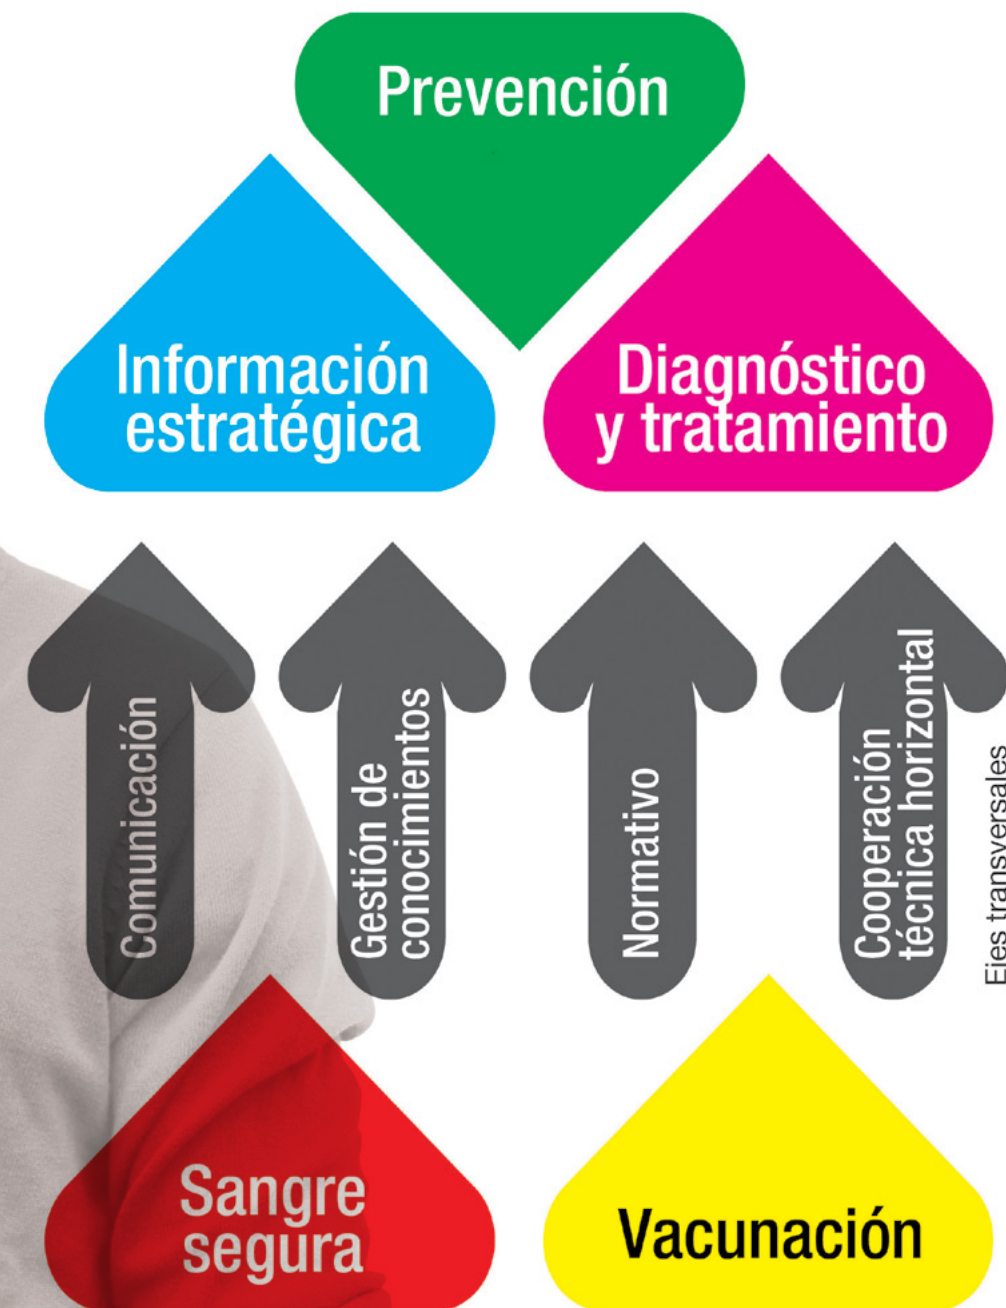 Prevención
Información
estratégica
Diagnóstico
y tratamiento
Comunicación
Gestión de
conocimientos
Normativo
Cooperación
técnica horizontal
Ejes transversales
Sangre
segura
Vacunación